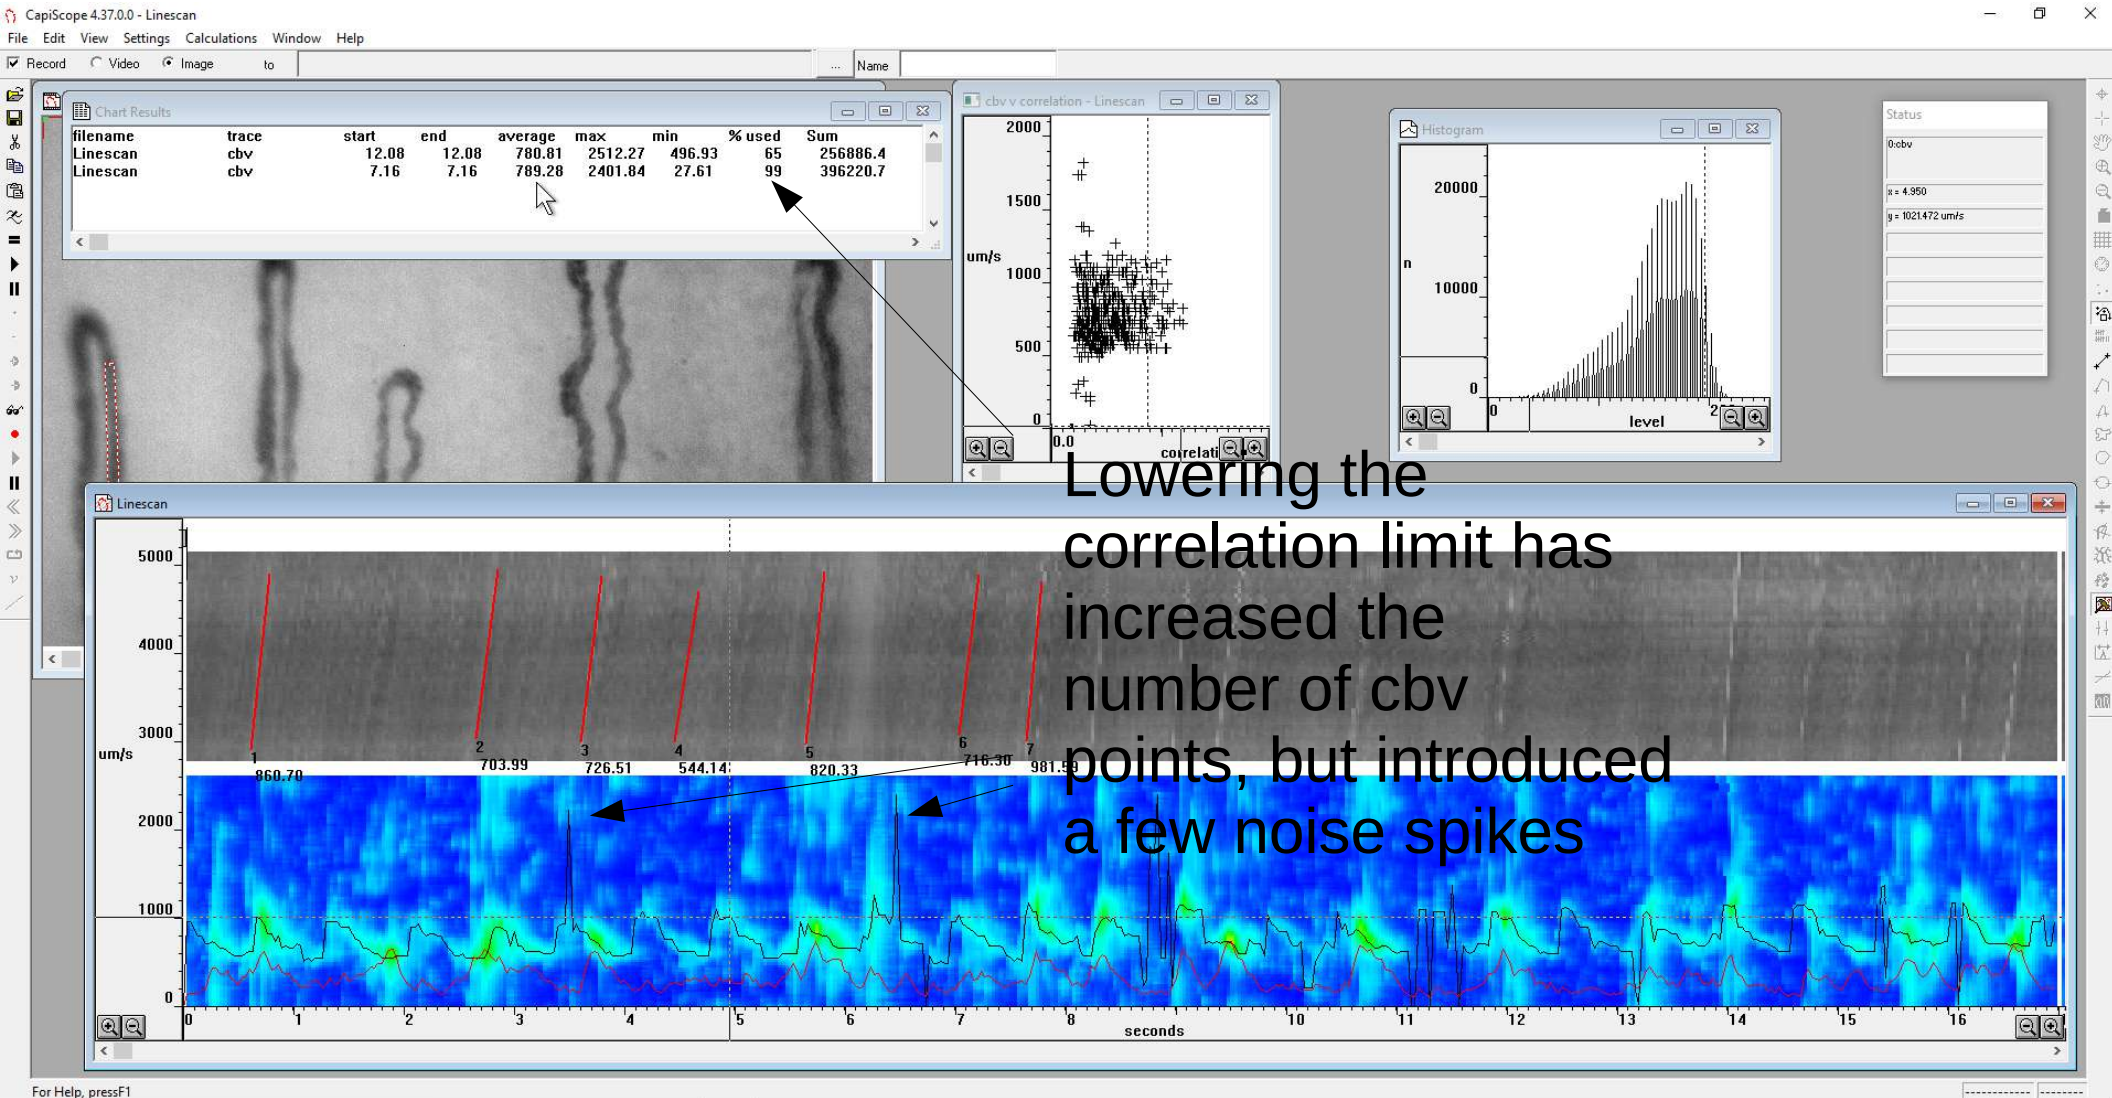 CapiScope 4.37.0.0 - Linescan
File Edit View Settings Calculations Window Help
Record Video Image to ... Name
Chart Results
filename trace start end average max min % used Sum
Linescan cbv 12.08 12.08 780.81 2512.27 496.93 65 256886.4
Linescan cbv 7.16 7.16 789.28 2401.84 27.61 99 396220.7
cbv v correlation - Linescan
2000
1500
um/s
1000
500
0
0.0
Histogram
20000
n
10000
0
0
level
Status
0:cbv
x = 4.950
y = 1021.472 um/s
Lowering the
correlation limit has
increased the
number of cbv
points, but introduced
a few noise spikes
Linescan
5000
4000
3000
um/s
1 2 3 4 5 6 7
860.70 703.99 726.51 544.14 820.33 716.30
2000
1000
0
0 1 2 3 4 5 6 7 8 10 11 12 13 14 15 16
seconds
For Help, pressF1